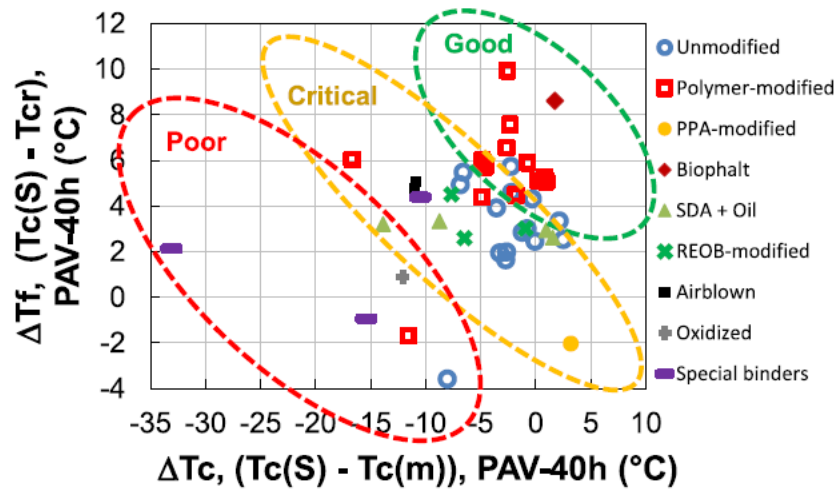 ΔTf, (Tc(S) - Tcr),
PAV-40h (°C)
12
10
8
6
4
2
0
-2
-4
Good
Critical
Poor
Unmodified
Polymer-modified
PPA-modified
Biophalt
SDA + Oil
REOB-modified
Airblown
Oxidized
Special binders
-35 -30 -25 -20 -15 -10 -5 0 5 10
ΔTc, (Tc(S) - Tc(m)), PAV-40h (°C)